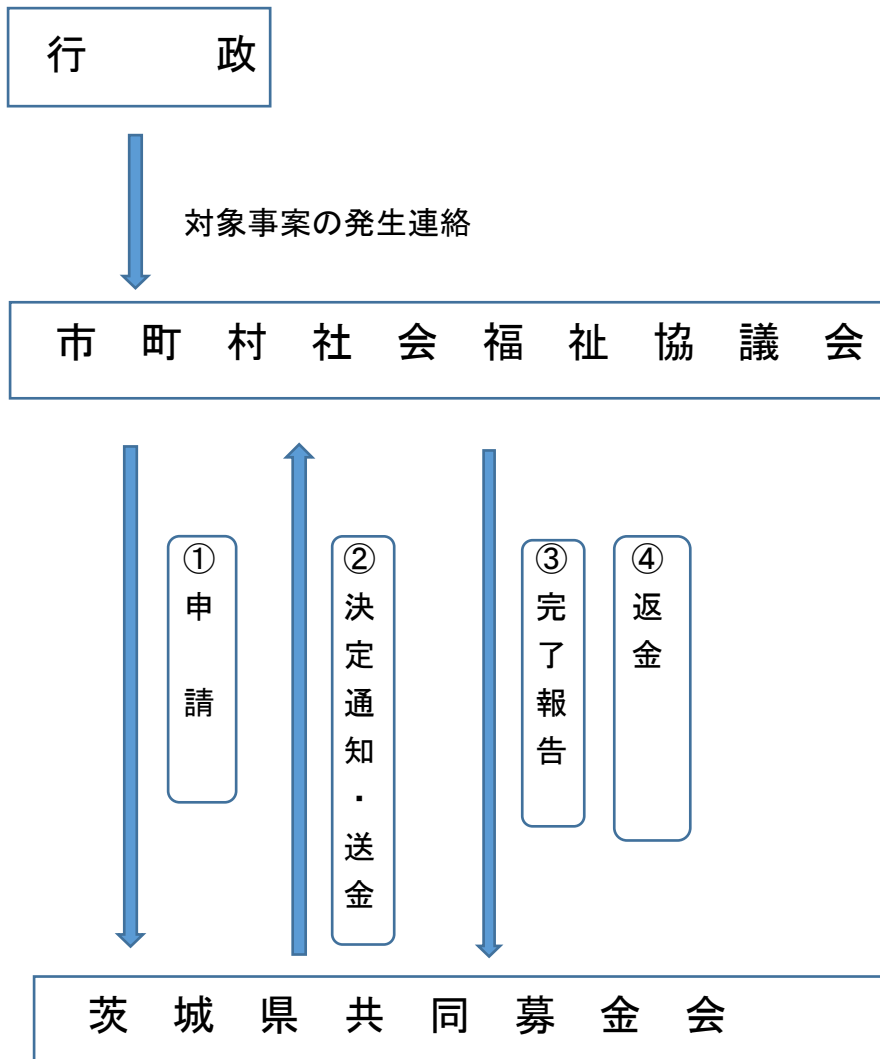 行政
対象事案の発生連絡
市町村社会福祉協議会
①申請
②決定通知・送金
③完了報告
④返金
茨城県共同募金会